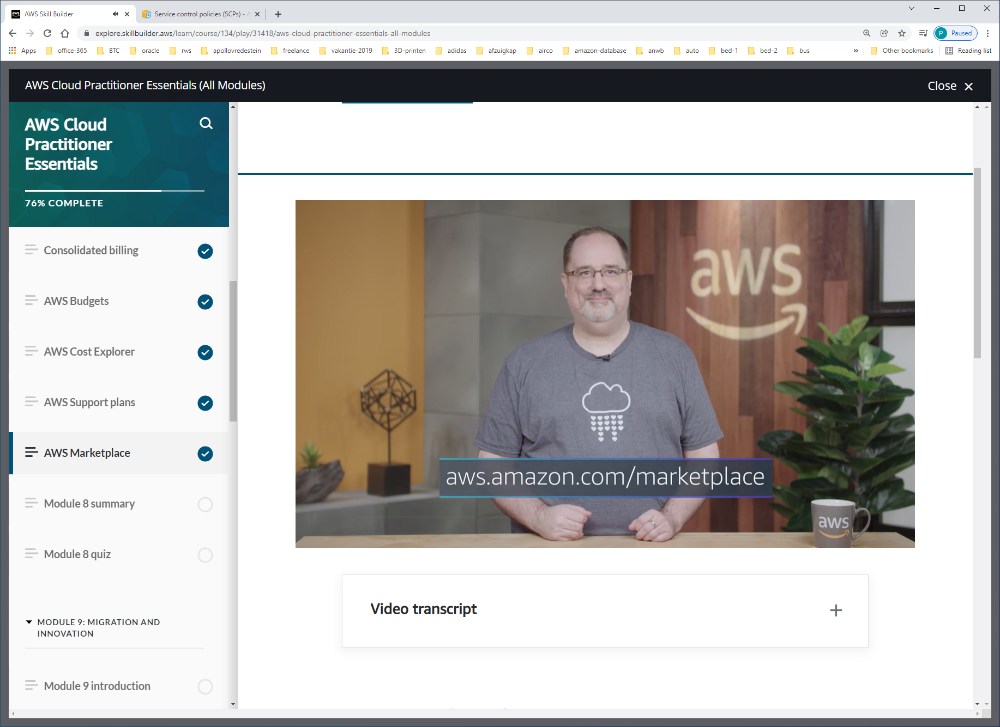 AWS Skill Builder
Service control policies (SCPs) - A
explore.skillbuilder.aws/learn/course/134/play/31418/aws-cloud-practitioner-essentials-all-modules
P Paused
Apps office-365 BTC oracle rws apollovredestein freelance vakantie-2019 3D-printen adidas afzuigkap airco amazon-database anwb auto bed-1 bed-2 bus » Other bookmarks Reading list
AWS Cloud Practitioner Essentials (All Modules)
Close
AWS Cloud
Practitioner
Essentials
76% COMPLETE
Consolidated billing
AWS Budgets
AWS Cost Explorer
AWS Support plans
AWS Marketplace
Module 8 summary
Module 8 quiz
MODULE 9: MIGRATION AND
INNOVATION
Module 9 introduction
aws
aws.amazon.com/marketplace
aws
Video transcript